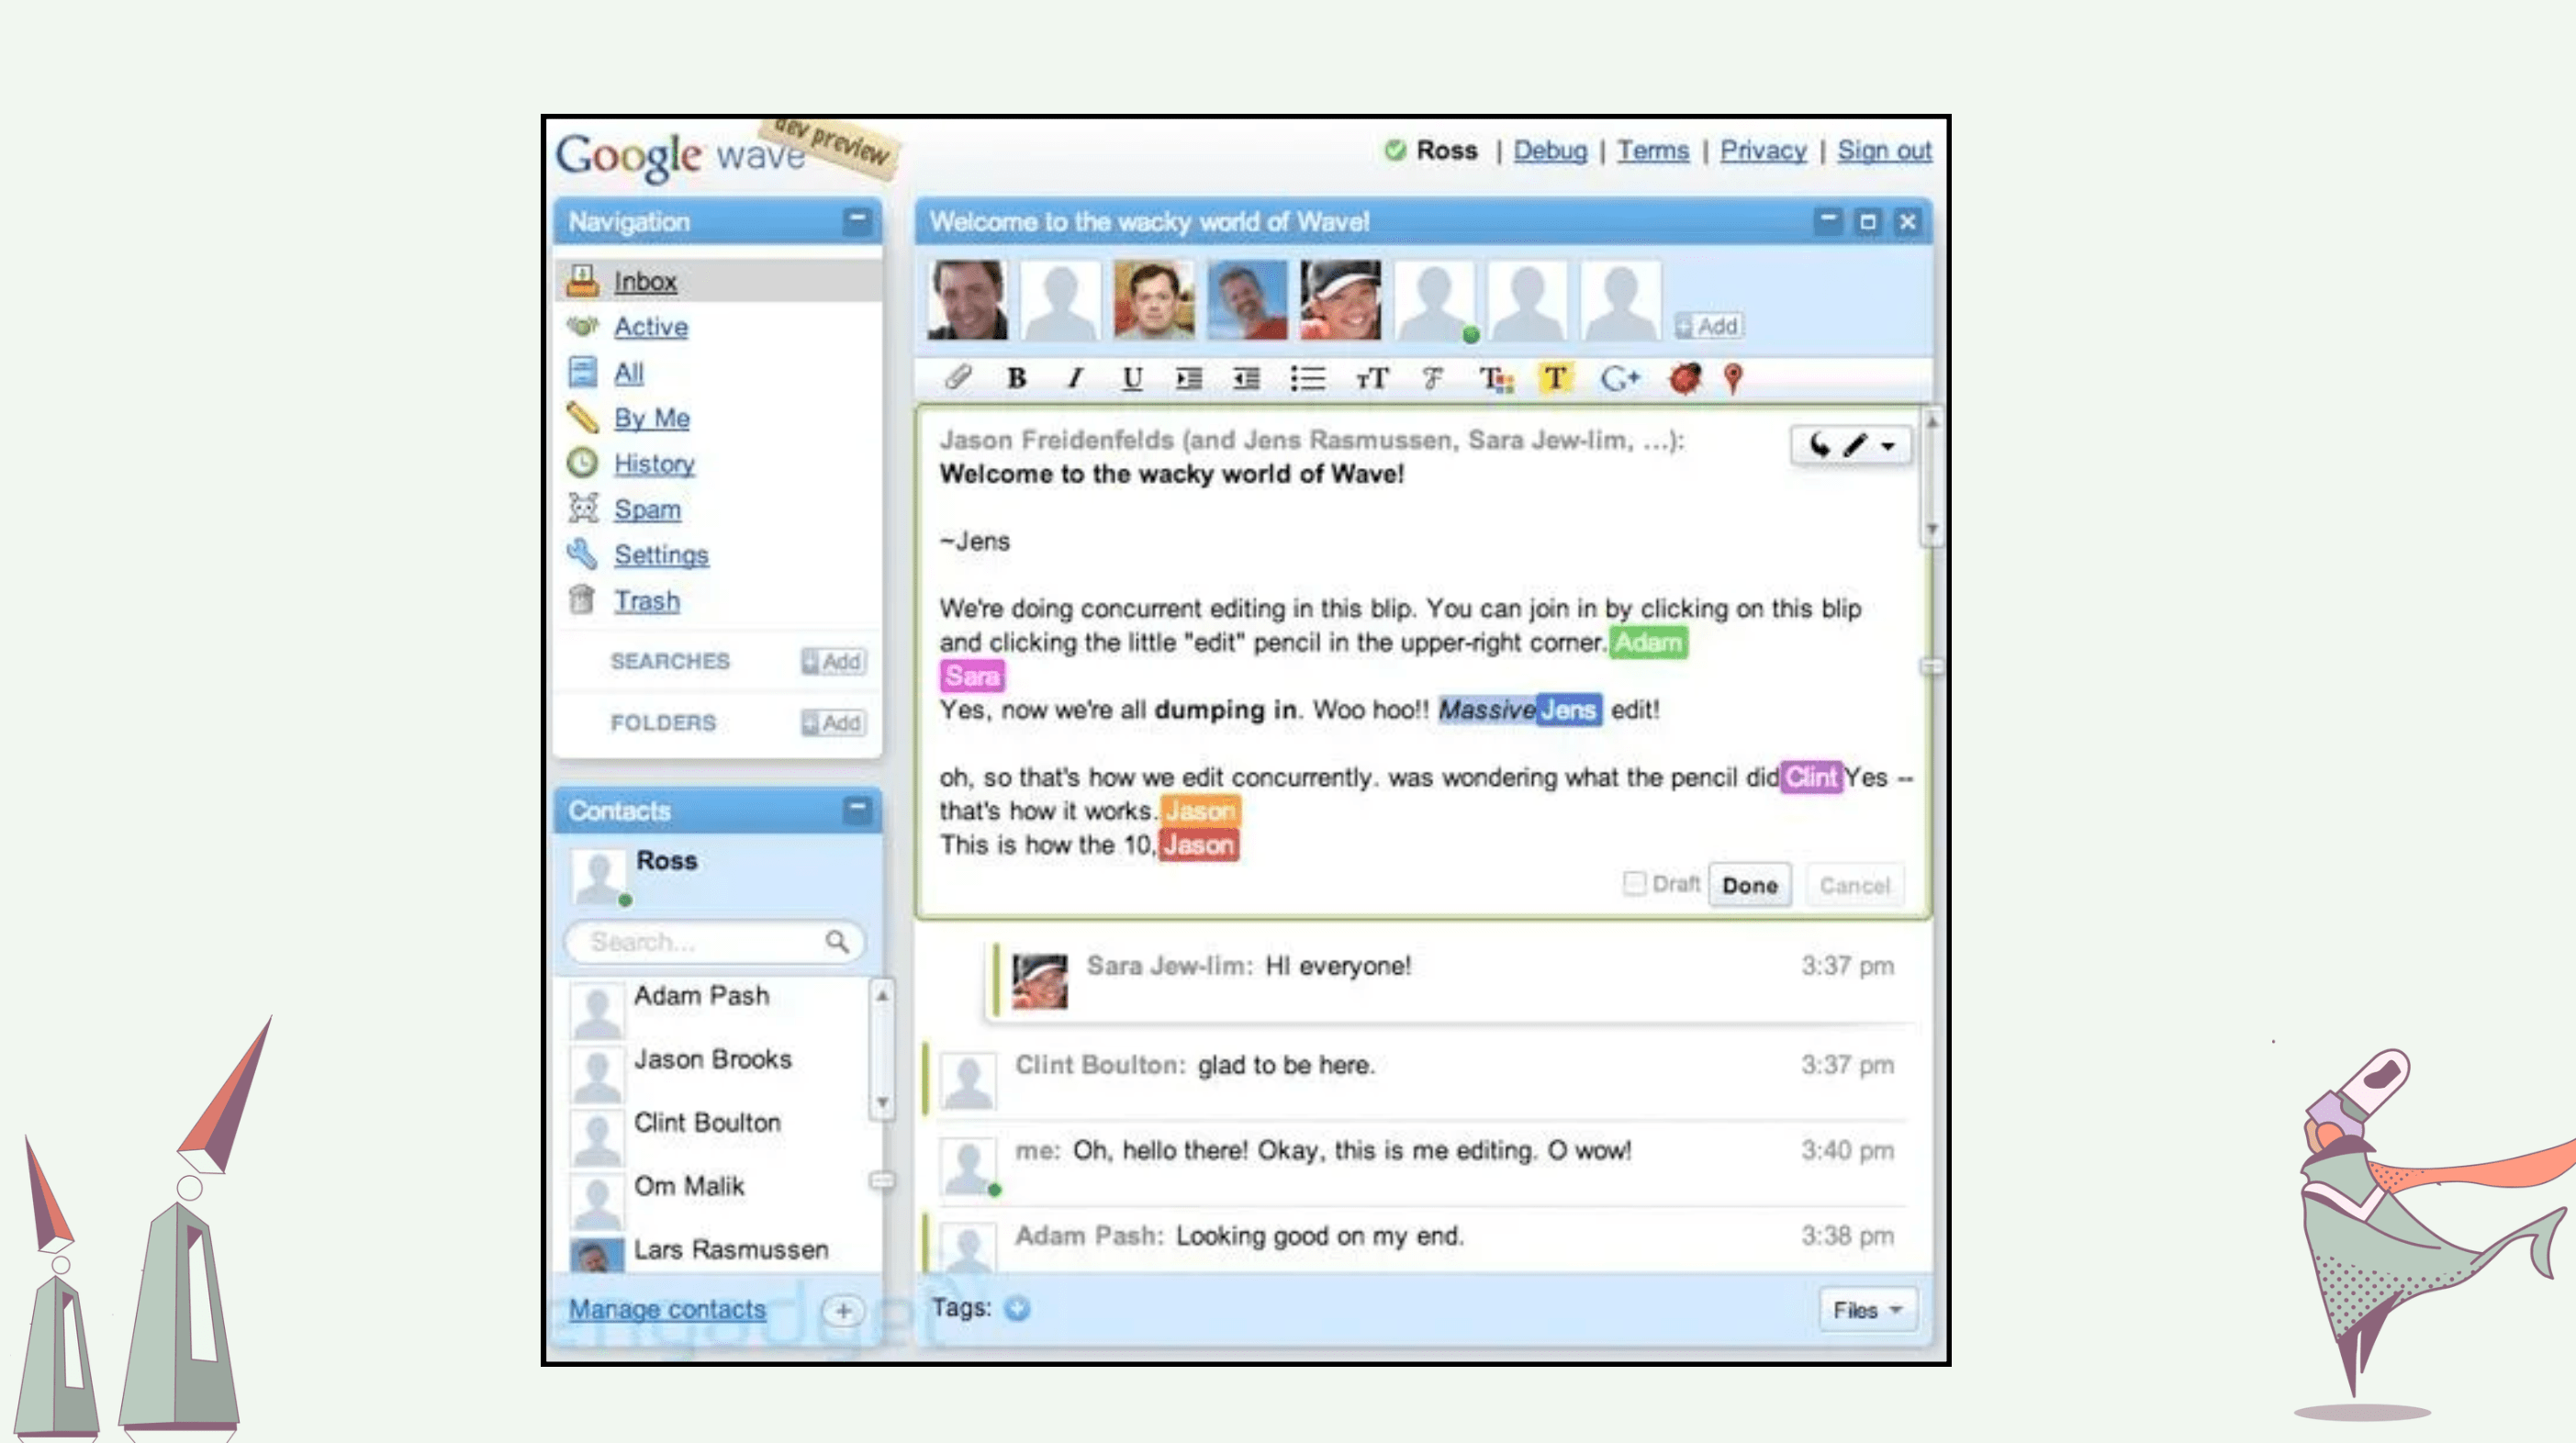 Google wave
dev preview
Ross | Debug | Terms | Privacy | Sign out
Navigation
Inbox
Active
All
By Me
History
Spam
Settings
Trash
SEARCHES Add
FOLDERS Add
Contacts
Ross
Search...
Adam Pash
Jason Brooks
Clint Boulton
Om Malik
Lars Rasmussen
Manage contacts
engadget
Welcome to the wacky world of Wave!
Add
B I U TT F T T G+
Jason Freidenfelds (and Jens Rasmussen, Sara Jew-lim, ...):
Welcome to the wacky world of Wave!
~Jens
We're doing concurrent editing in this blip. You can join in by clicking on this blip
and clicking the little "edit" pencil in the upper-right corner. Adam
Sara
Yes, now we're all dumping in. Woo hoo!! Massive Jens edit!
oh, so that's how we edit concurrently. was wondering what the pencil did Clint Yes --
that's how it works. Jason
This is how the 10, Jason
Draft Done Cancel
Sara Jew-lim: HI everyone! 3:37 pm
Clint Boulton: glad to be here. 3:37 pm
me: Oh, hello there! Okay, this is me editing. O wow! 3:40 pm
Adam Pash: Looking good on my end. 3:38 pm
Tags: Files